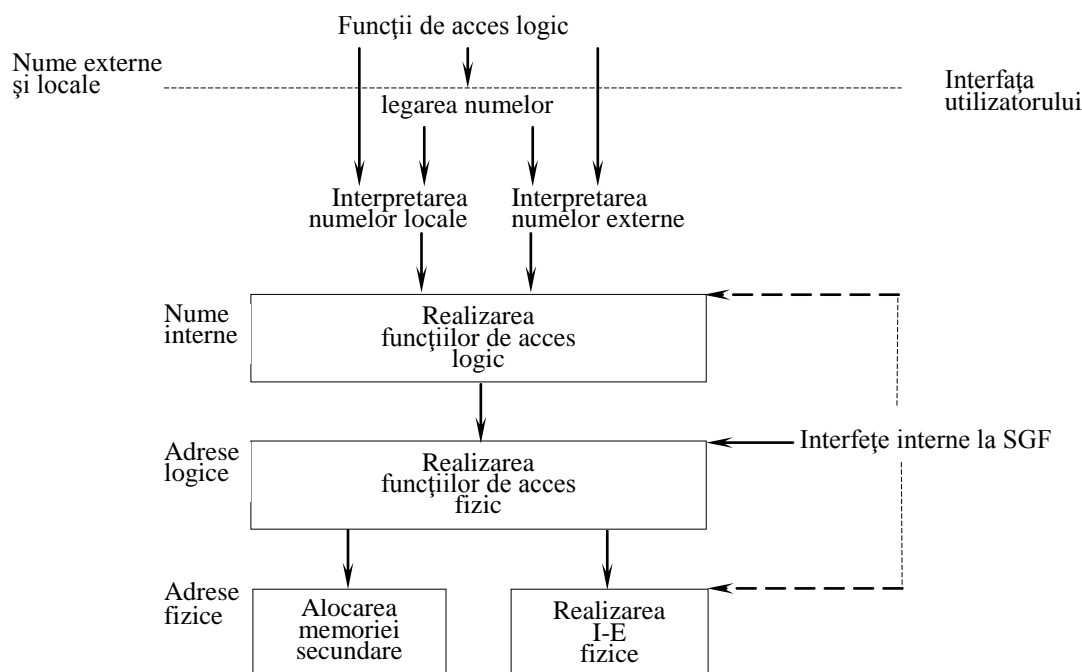 Funcţii de acces logic
Nume externe
şi locale
Interfaţa
utilizatorului
legarea numelor
Interpretarea
numelor locale
Interpretarea
numelor externe
Nume
interne
Realizarea
funcţiilor de acces
logic
Adrese
logice
Realizarea
funcţiilor de acces
fizic
Interfeţe interne la SGF
Adrese
fizice
Alocarea
memoriei
secundare
Realizarea
I-E
fizice